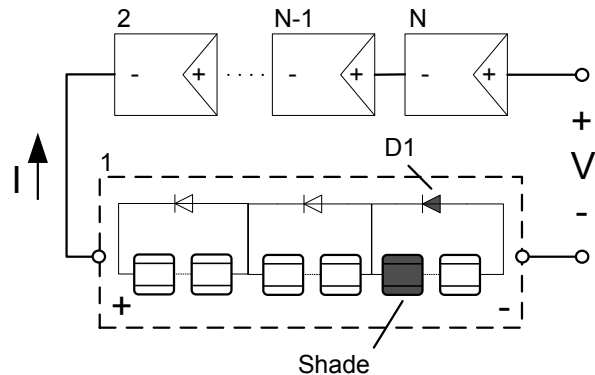 2 N-1 N
- + - + - +
+
V
-
I
1
D1
+ -
Shade